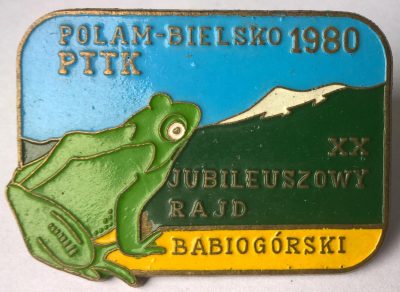 POLAM-BIELSKO 1980
PTTK
XX
JUBILEUSZOWY
RAJD
BABIOGÓRSKI